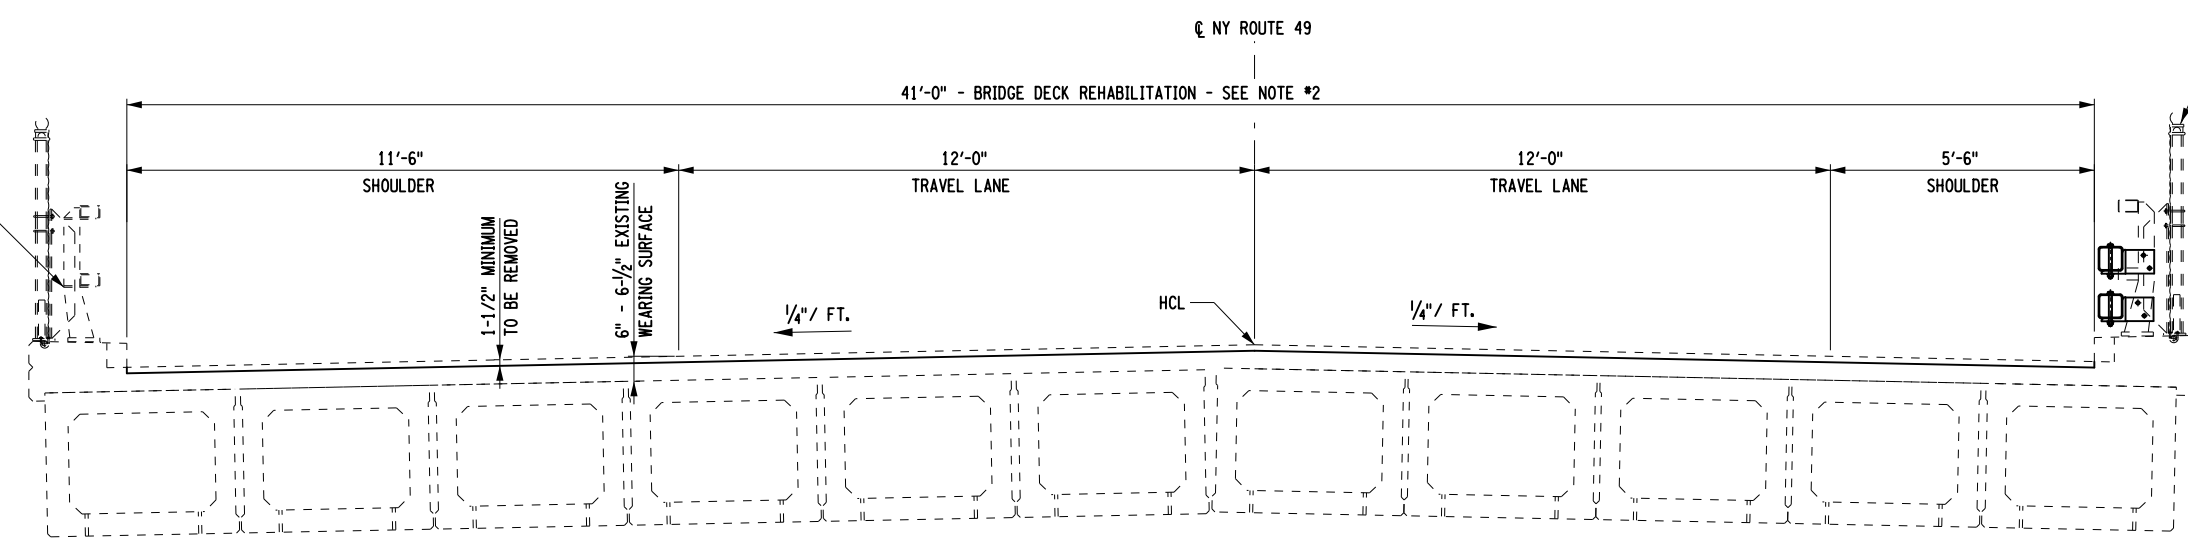 ℄ NY ROUTE 49
41'-0" - BRIDGE DECK REHABILITATION - SEE NOTE #2
11'-6"
SHOULDER
12'-0"
TRAVEL LANE
12'-0"
TRAVEL LANE
5'-6"
SHOULDER
1-1/2" MINIMUM
TO BE REMOVED
6" - 6-1/2" EXISTING
WEARING SURFACE
1/4"/ FT.
HCL
1/4"/ FT.